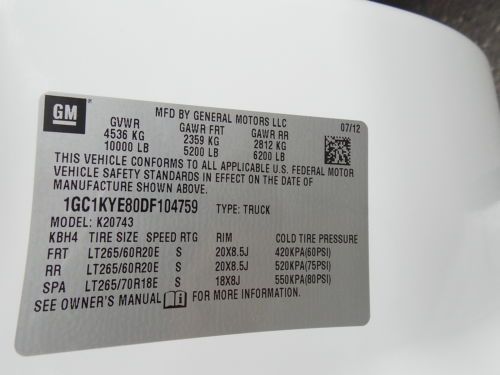 GM
MFD BY GENERAL MOTORS LLC
07/12
GVWR GAWR FRT GAWR RR
4536 KG 2359 KG 2812 KG
10000 LB 5200 LB 6200 LB
THIS VEHICLE CONFORMS TO ALL APPLICABLE U.S. FEDERAL MOTOR
VEHICLE SAFETY STANDARDS IN EFFECT ON THE DATE OF
MANUFACTURE SHOWN ABOVE.
1GC1KYE80DF104759 TYPE: TRUCK
MODEL: K20743
KBH4 TIRE SIZE SPEED RTG RIM COLD TIRE PRESSURE
FRT LT265/60R20E S 20X8.5J 420KPA(60PSI)
RR LT265/60R20E S 20X8.5J 520KPA(75PSI)
SPA LT265/70R18E S 18X8J 550KPA(80PSI)
SEE OWNER'S MANUAL FOR MORE INFORMATION.